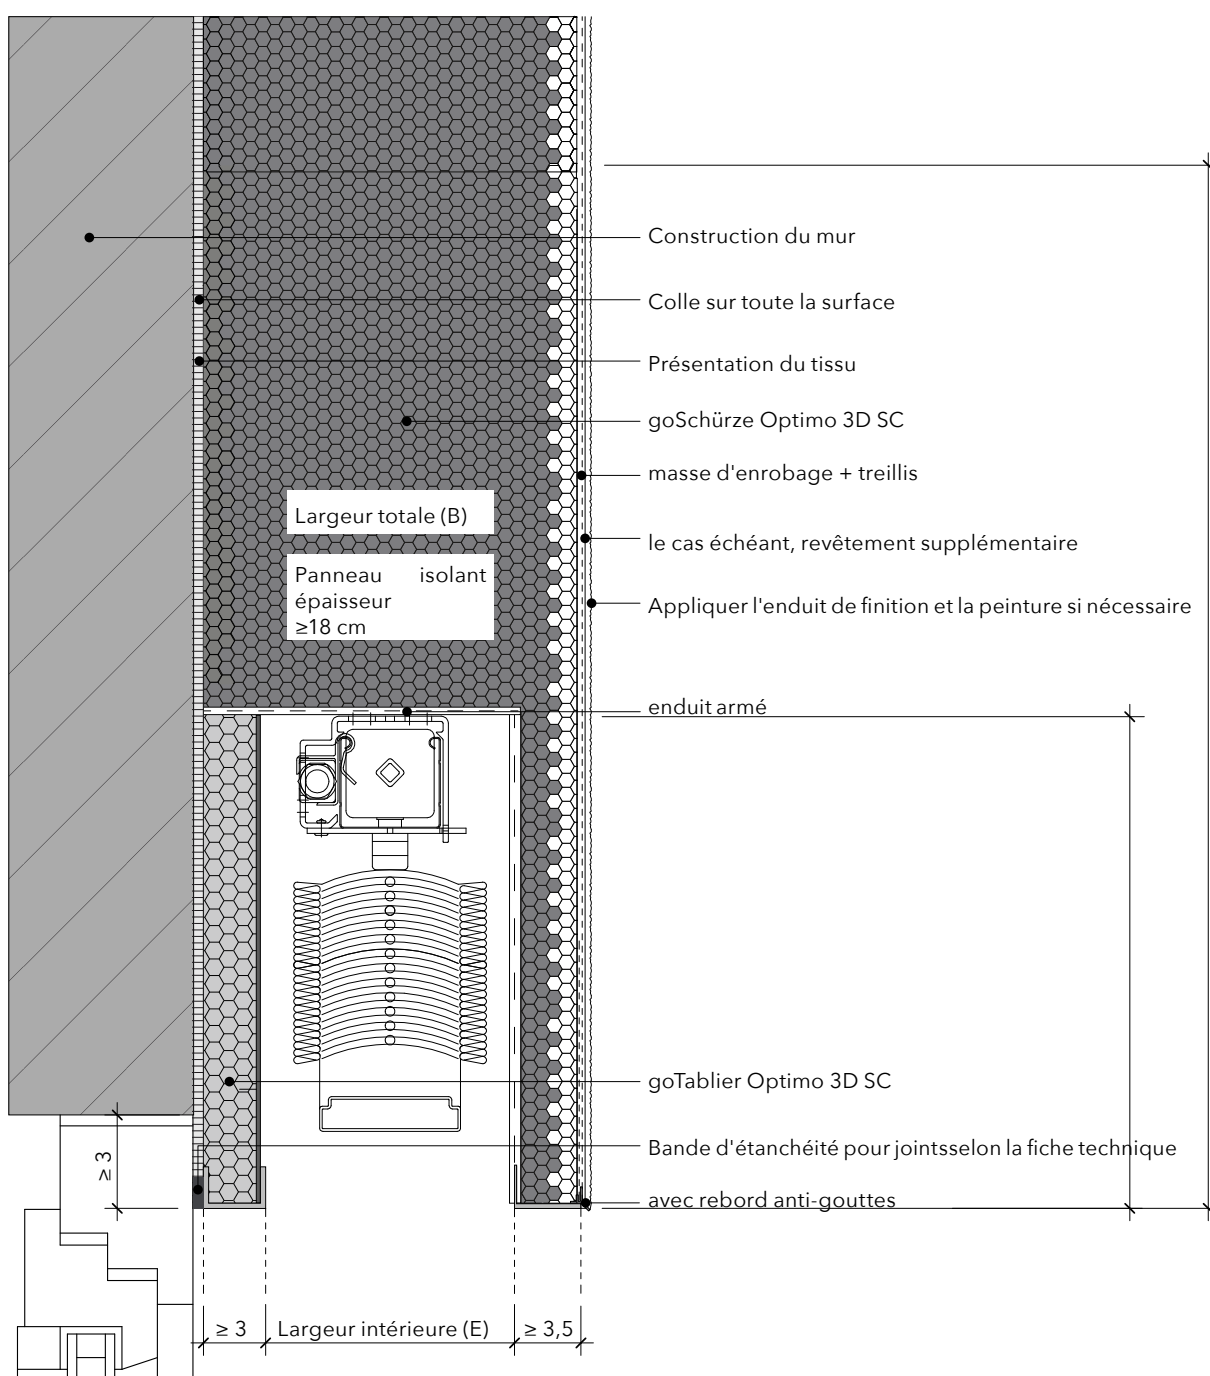 Construction du mur
Colle sur toute la surface
Présentation du tissu
goSchürze Optimo 3D SC
masse d'enrobage + treillis
Largeur totale (B)
le cas échéant, revêtement supplémentaire
Panneau isolant
épaisseur
≥18 cm
Appliquer l'enduit de finition et la peinture si nécessaire
enduit armé
goTablier Optimo 3D SC
Bande d'étanchéité pour jointsselon la fiche technique
≥ 3
avec rebord anti-gouttes
≥ 3
Largeur intérieure (E)
≥ 3,5